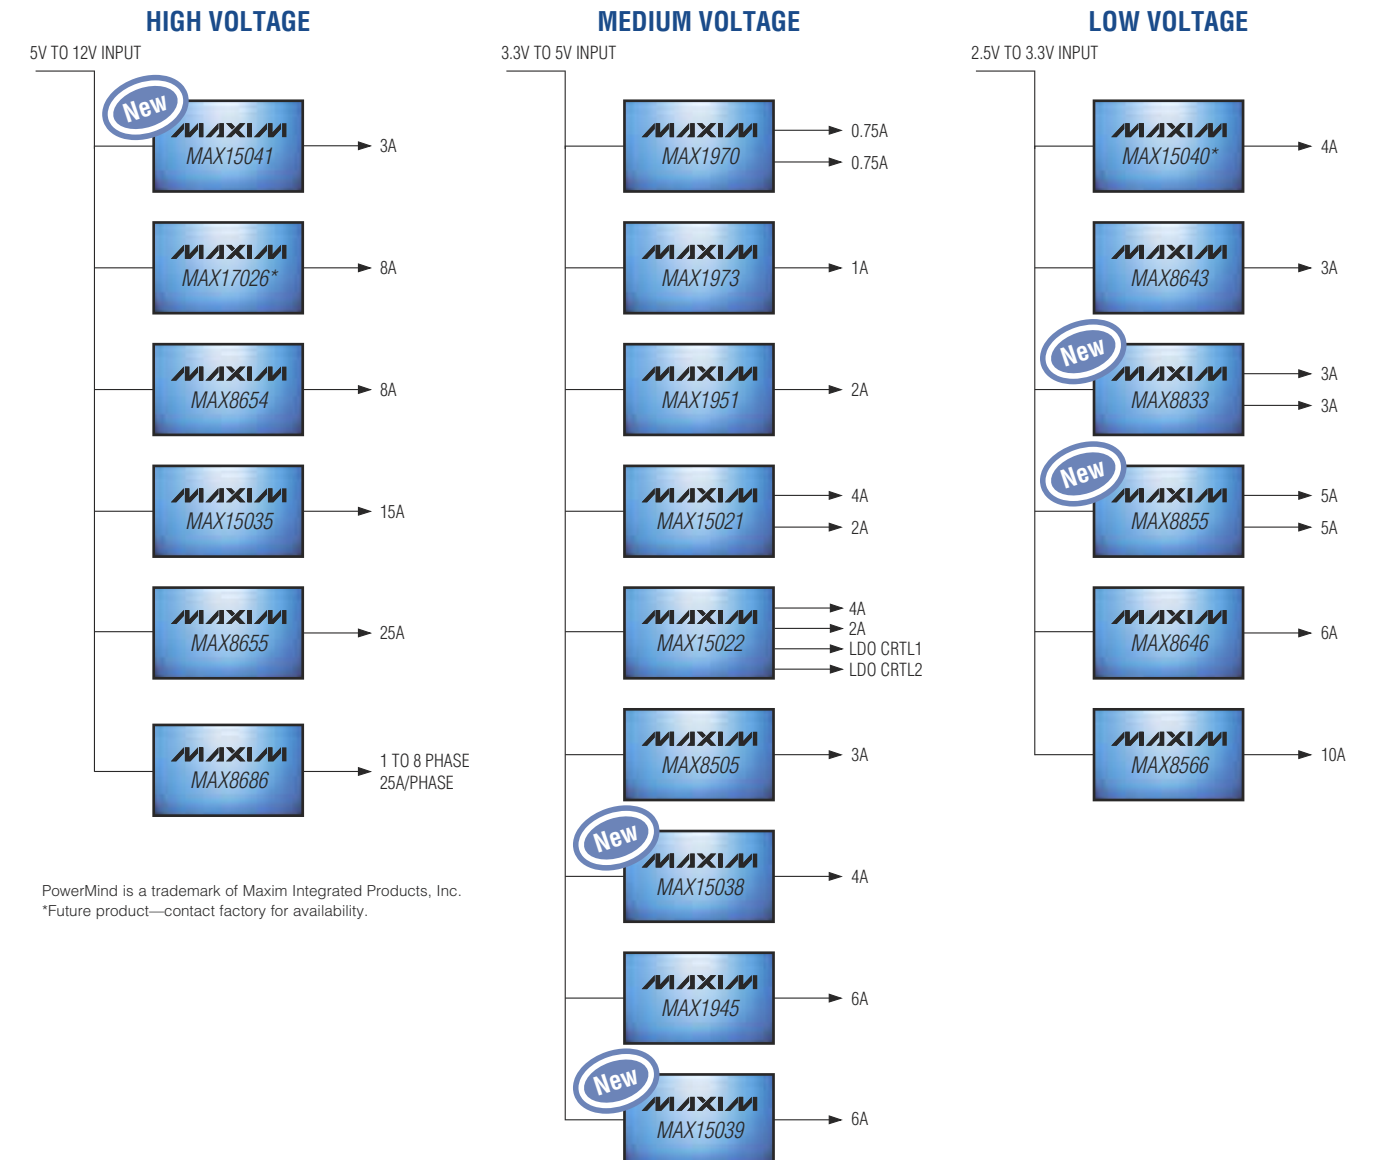 HIGH VOLTAGE
5V TO 12V INPUT
New
MAXIM
MAX15041
3A
MAXIM
MAX17026*
8A
MAXIM
MAX8654
8A
MAXIM
MAX15035
15A
MAXIM
MAX8655
25A
MAXIM
MAX8686
1 TO 8 PHASE
25A/PHASE
PowerMind is a trademark of Maxim Integrated Products, Inc.
*Future product—contact factory for availability.
MEDIUM VOLTAGE
3.3V TO 5V INPUT
MAXIM
MAX1970
0.75A
0.75A
MAXIM
MAX1973
1A
MAXIM
MAX1951
2A
MAXIM
MAX15021
4A
2A
MAXIM
MAX15022
4A
2A
LDO CRTL1
LDO CRTL2
MAXIM
MAX8505
3A
New
MAXIM
MAX15038
4A
MAXIM
MAX1945
6A
New
MAXIM
MAX15039
6A
LOW VOLTAGE
2.5V TO 3.3V INPUT
MAXIM
MAX15040*
4A
MAXIM
MAX8643
3A
New
MAXIM
MAX8833
3A
3A
New
MAXIM
MAX8855
5A
5A
MAXIM
MAX8646
6A
MAXIM
MAX8566
10A